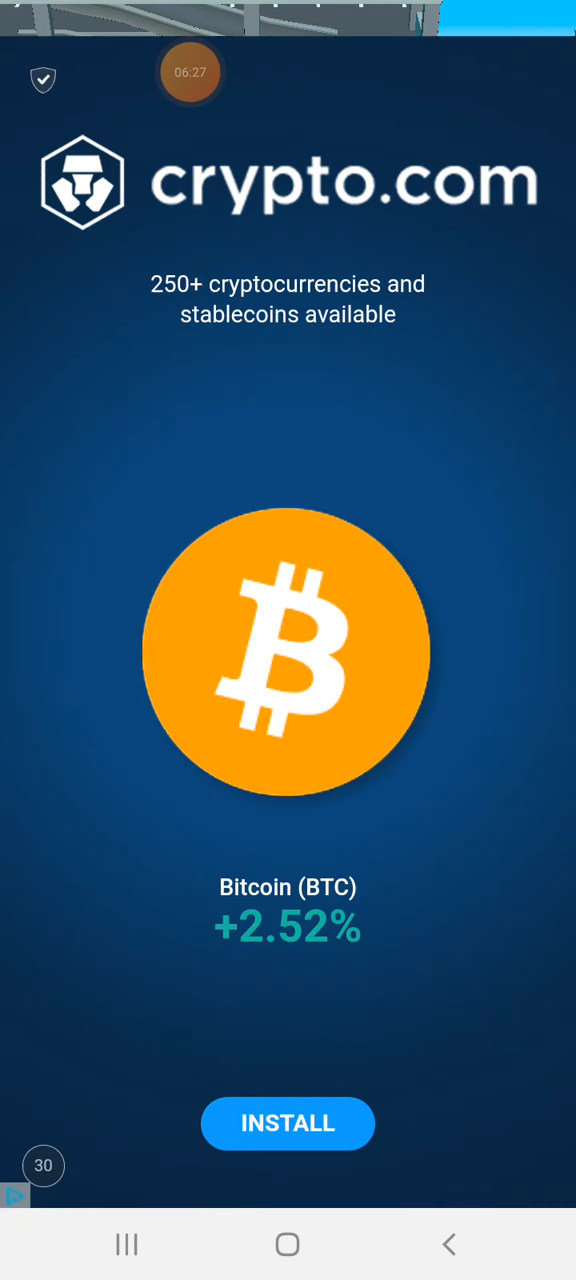 06:27
crypto.com
250+ cryptocurrencies and
stablecoins available
Bitcoin (BTC)
+2.52%
INSTALL
30